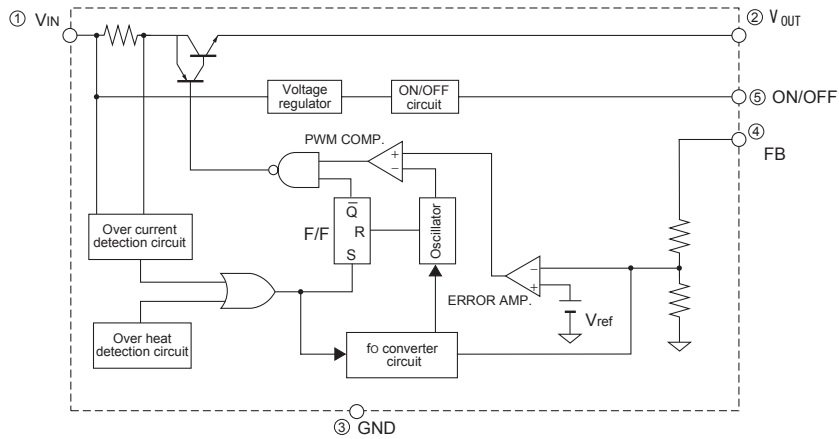 ① VIN
② VOUT
Voltage
regulator
ON/OFF
circuit
⑤ ON/OFF
④
FB
PWM COMP.
+
−
Over current
detection circuit
F/F
Q̅
R
S
Oscillator
−
+
ERROR AMP.
Vref
Over heat
detection circuit
fO converter
circuit
③ GND